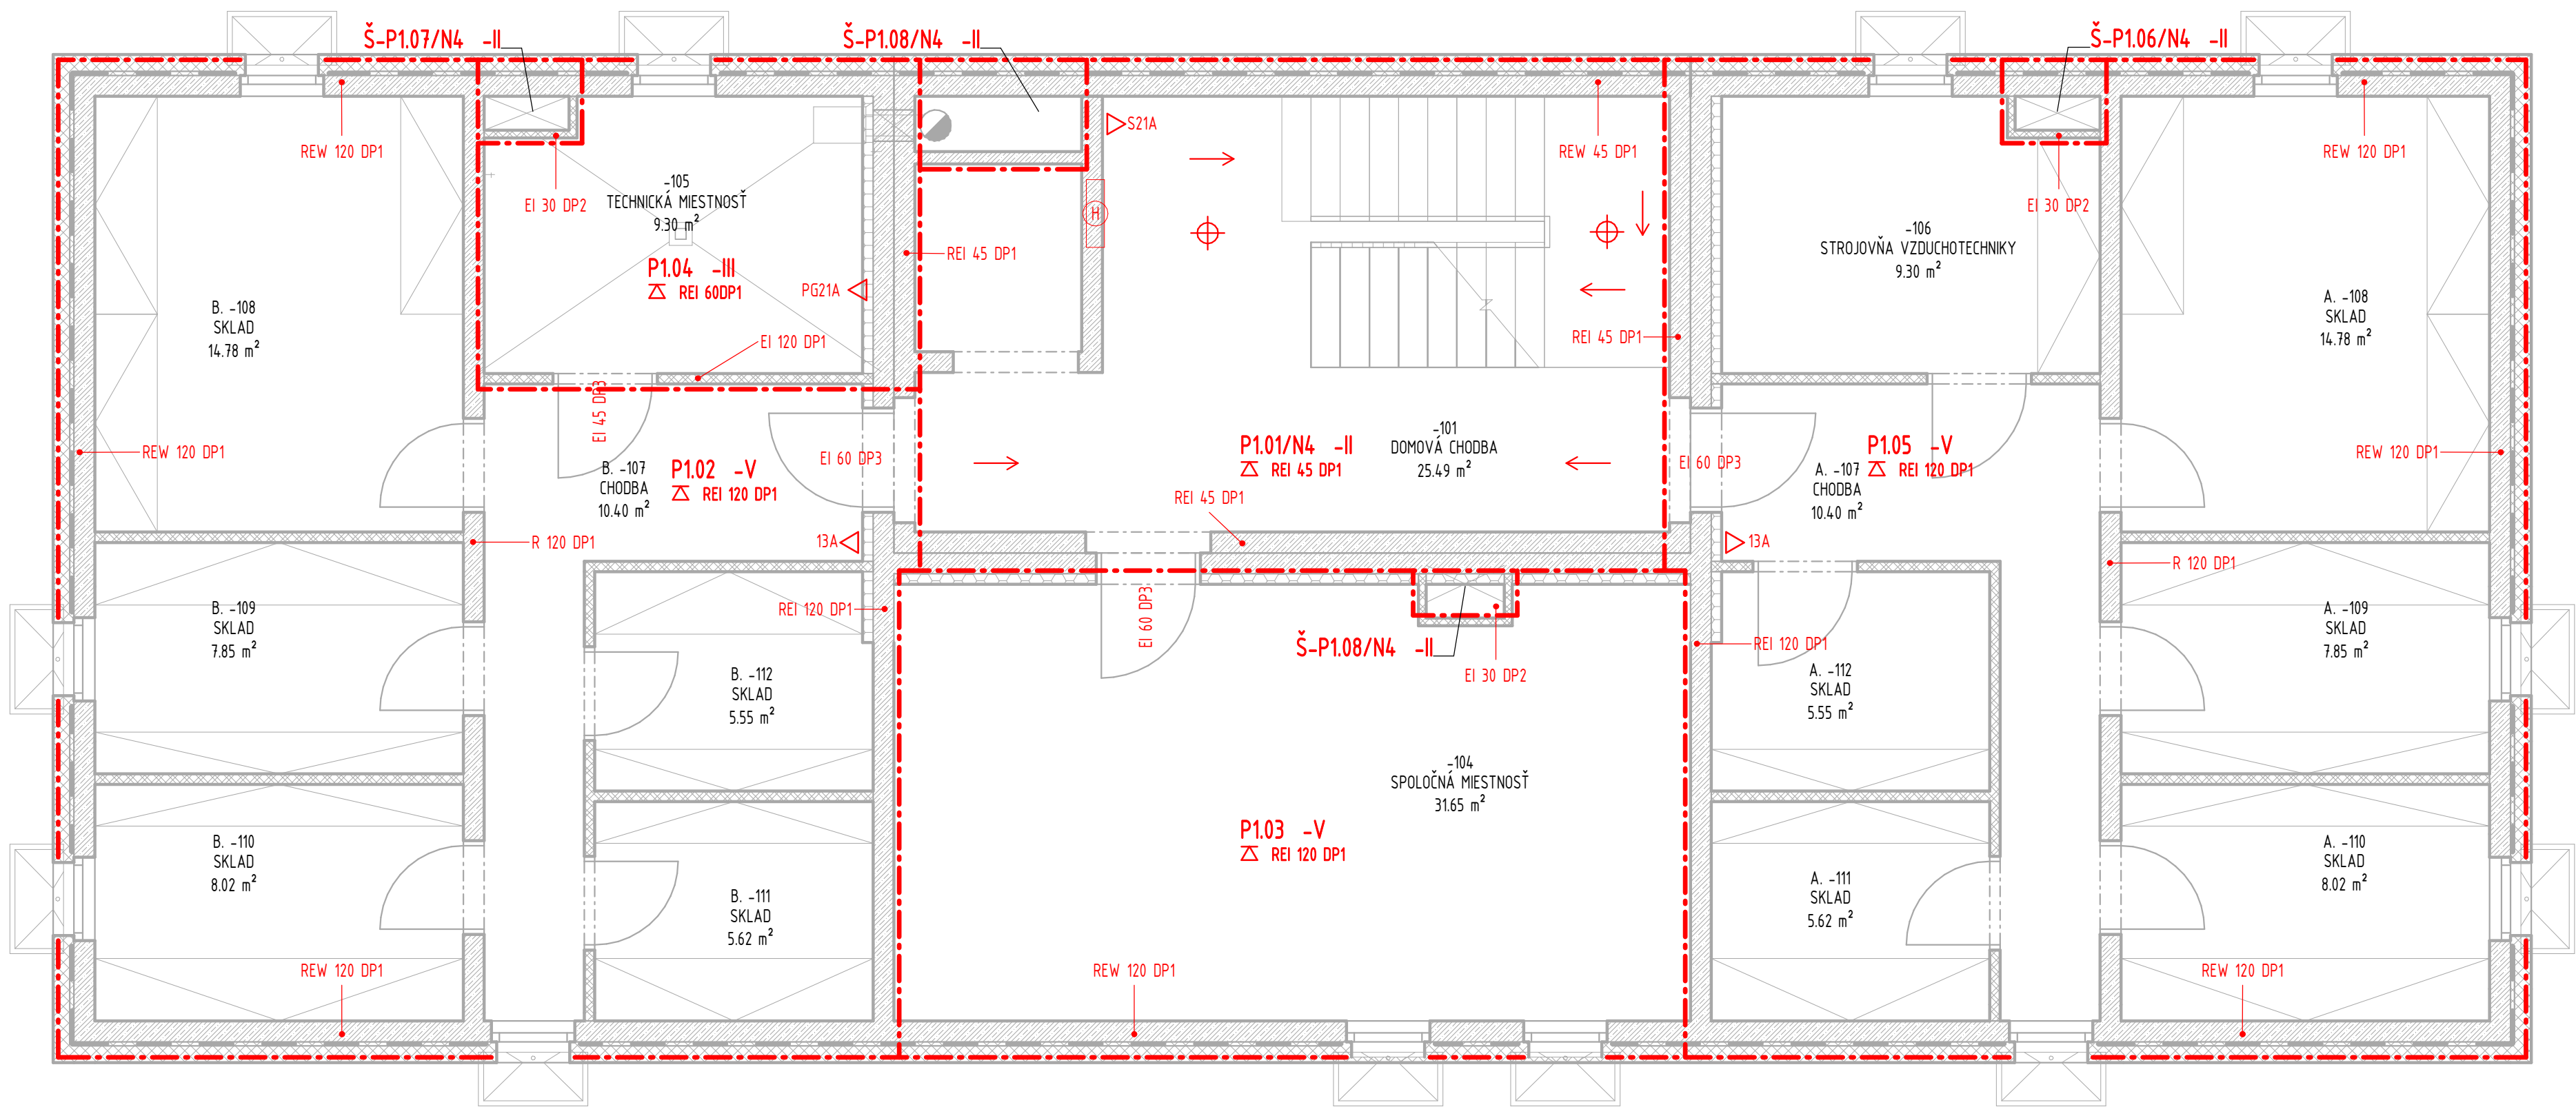 Š-P1.07/N4 -II
Š-P1.08/N4 -II
Š-P1.06/N4 -II
REW 120 DP1
EI 30 DP2
-105
TECHNICKÁ MIESTNOSŤ
9.30 m²
P1.04 -III
REI 60DP1
PG21A
EI 120 DP1
EI 45 DP3
S21A
H
REI 45 DP1
REW 45 DP1
REI 45 DP1
-106
STROJOVŇA VZDUCHOTECHNIKY
9.30 m²
EI 30 DP2
REW 120 DP1
B. -108
SKLAD
14.78 m²
A. -108
SKLAD
14.78 m²
REW 120 DP1
B. -107
CHODBA
10.40 m²
P1.02 -V
REI 120 DP1
EI 60 DP3
P1.01/N4 -II
REI 45 DP1
-101
DOMOVÁ CHODBA
25.49 m²
EI 60 DP3
P1.05 -V
REI 120 DP1
A. -107
CHODBA
10.40 m²
REW 120 DP1
REI 45 DP1
R 120 DP1
13A
13A
R 120 DP1
B. -109
SKLAD
7.85 m²
REI 120 DP1
EI 60 DP3
Š-P1.08/N4 -II
EI 30 DP2
REI 120 DP1
A. -109
SKLAD
7.85 m²
B. -112
SKLAD
5.55 m²
A. -112
SKLAD
5.55 m²
-104
SPOLOČNÁ MIESTNOSŤ
31.65 m²
P1.03 -V
REI 120 DP1
B. -110
SKLAD
8.02 m²
B. -111
SKLAD
5.62 m²
A. -111
SKLAD
5.62 m²
A. -110
SKLAD
8.02 m²
REW 120 DP1
REW 120 DP1
REW 120 DP1